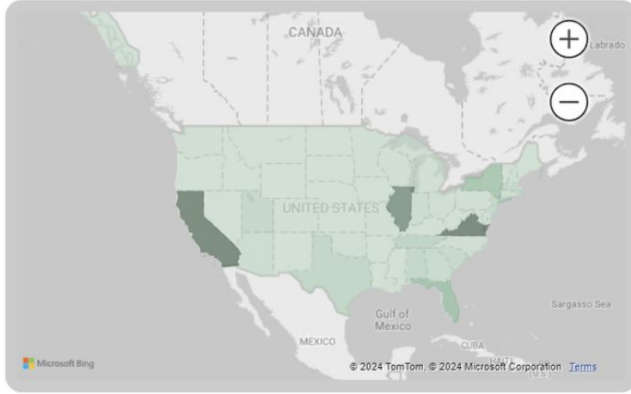 CANADA
Labrado
UNITED STATES
Gulf of
Mexico
Sargasso Sea
MEXICO
CUBA
HAITI
(U.S.)
Microsoft Bing
© 2024 TomTom, © 2024 Microsoft Corporation Terms